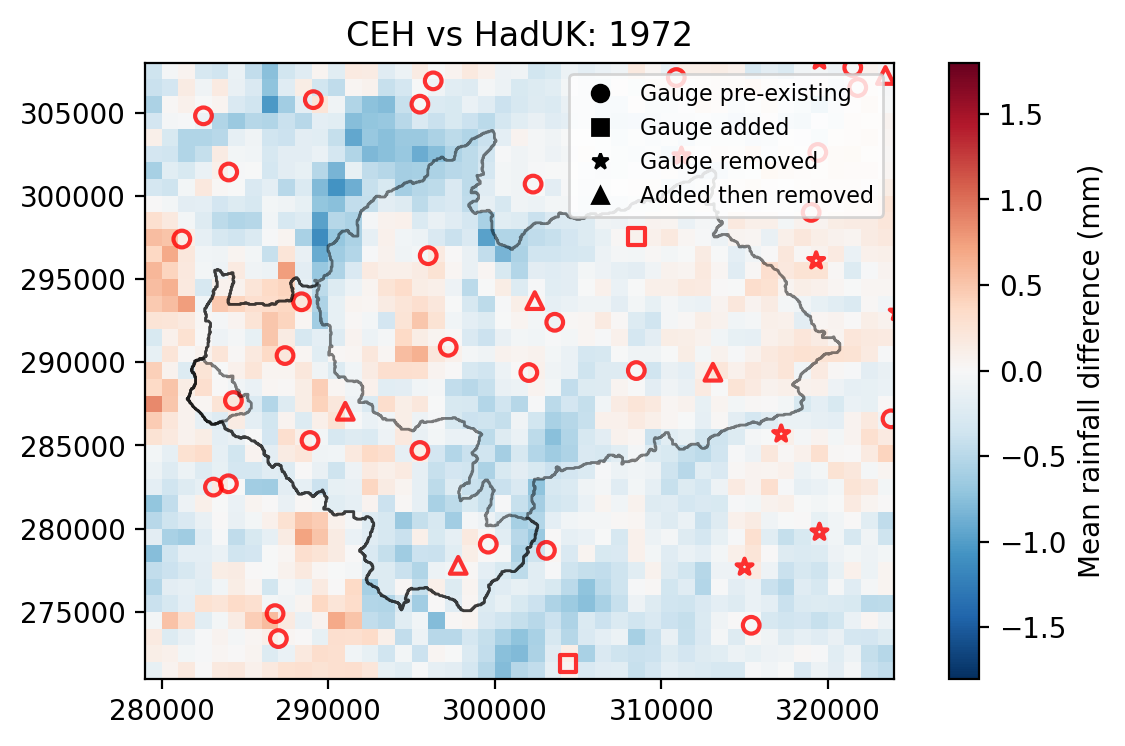 CEH vs HadUK: 1972
Gauge pre-existing
Gauge added
Gauge removed
Added then removed
305000
300000
295000
290000
285000
280000
275000
280000 290000 300000 310000 320000
1.5
1.0
0.5
0.0
−0.5
−1.0
−1.5
Mean rainfall difference (mm)